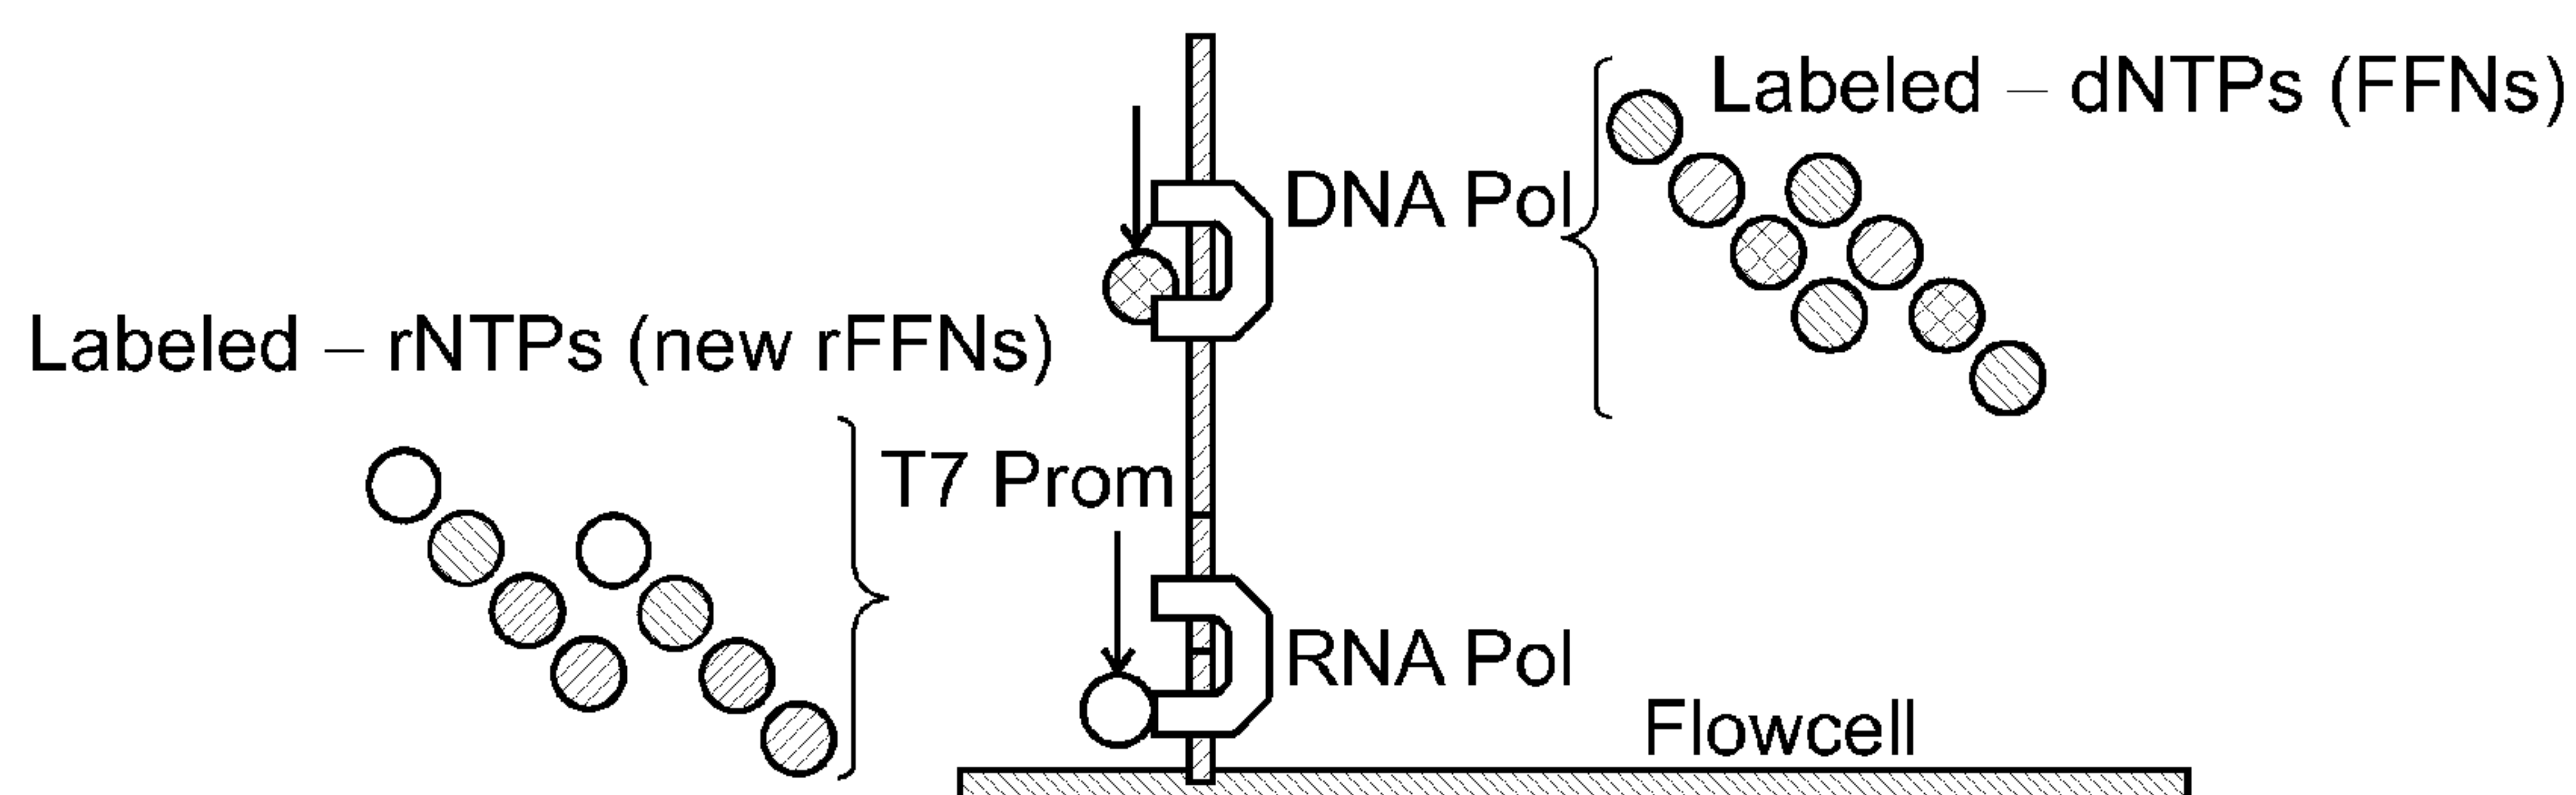 Labeled – dNTPs (FFNs)
DNA Pol
Labeled – rNTPs (new rFFNs)
T7 Prom
RNA Pol
Flowcell